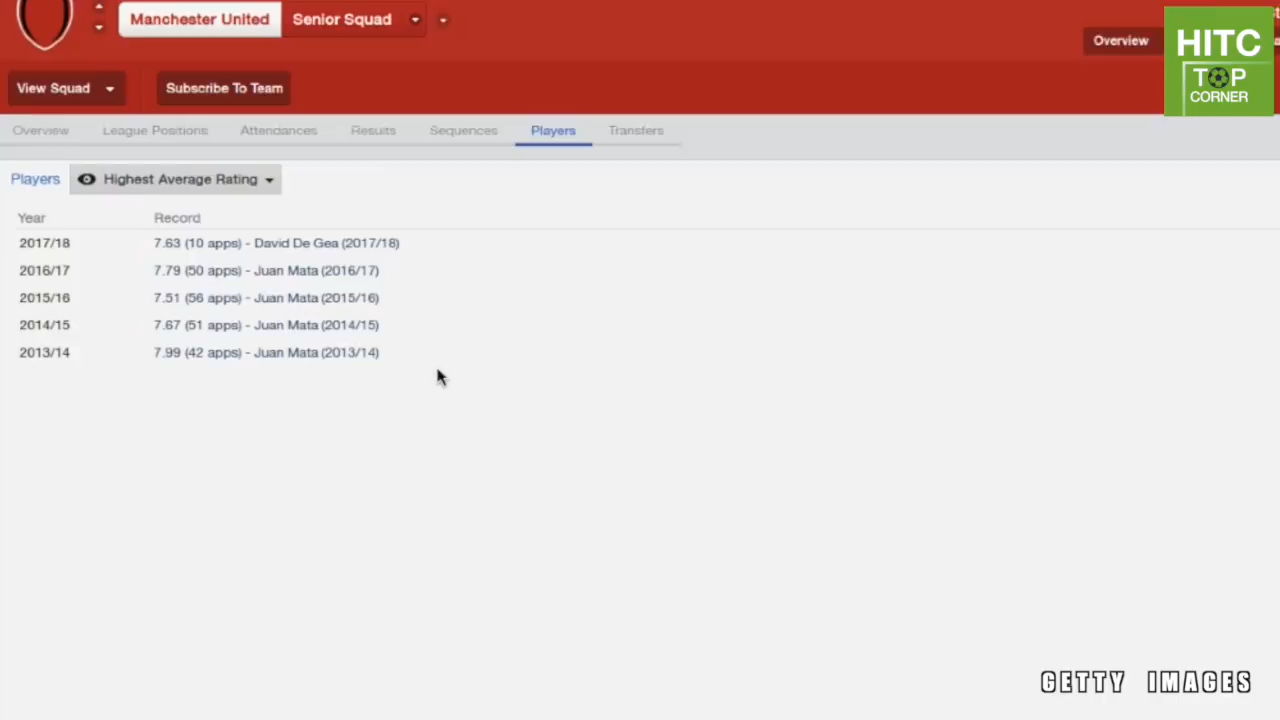 Manchester United Senior Squad
Overview
HITC
TOP
CORNER
View Squad Subscribe To Team
Overview League Positions Attendances Results Sequences Players Transfers
Players Highest Average Rating
Year Record
2017/18 7.63 (10 apps) - David De Gea (2017/18)
2016/17 7.79 (50 apps) - Juan Mata (2016/17)
2015/16 7.51 (56 apps) - Juan Mata (2015/16)
2014/15 7.67 (51 apps) - Juan Mata (2014/15)
2013/14 7.99 (42 apps) - Juan Mata (2013/14)
GETTY IMAGES